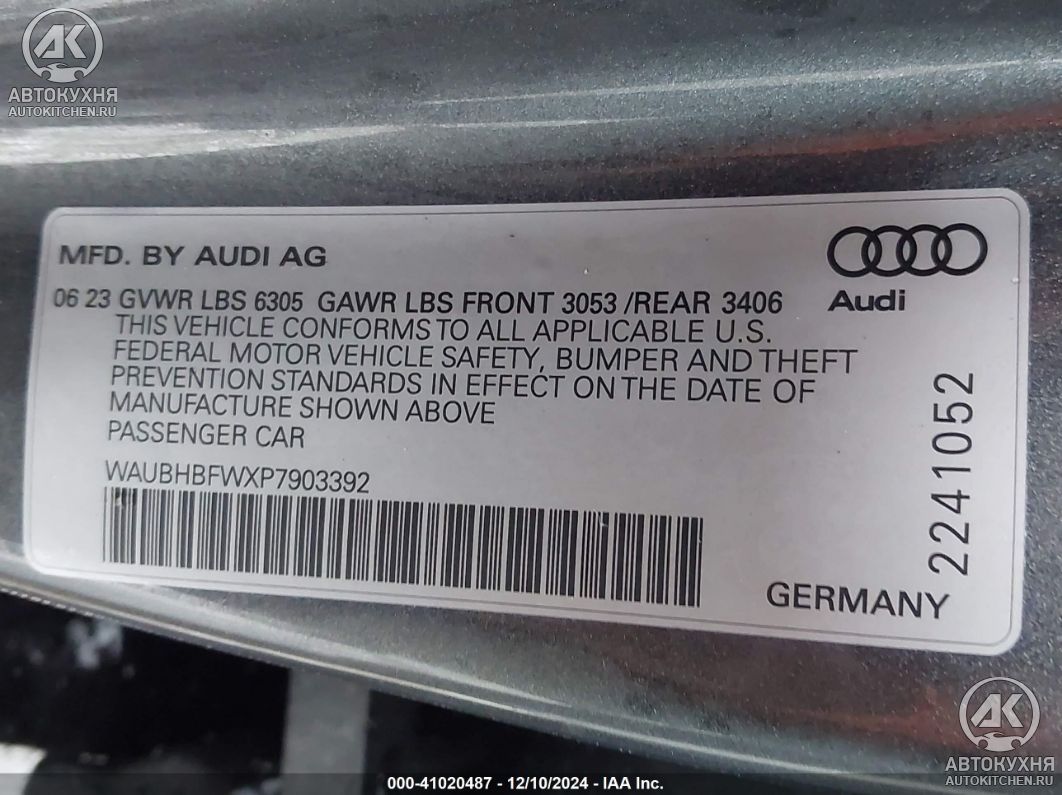 AK
АВТОКУХНЯ
AUTOKITCHEN.RU
MFD. BY AUDI AG
Audi
06 23 GVWR LBS 6305 GAWR LBS FRONT 3053 /REAR 3406
THIS VEHICLE CONFORMS TO ALL APPLICABLE U.S.
FEDERAL MOTOR VEHICLE SAFETY, BUMPER AND THEFT
PREVENTION STANDARDS IN EFFECT ON THE DATE OF
MANUFACTURE SHOWN ABOVE
PASSENGER CAR
WAUBHBFWXP7903392
2241052
GERMANY
AK
АВТОКУХНЯ
AUTOKITCHEN.RU
000-41020487 - 12/10/2024 - IAA Inc.